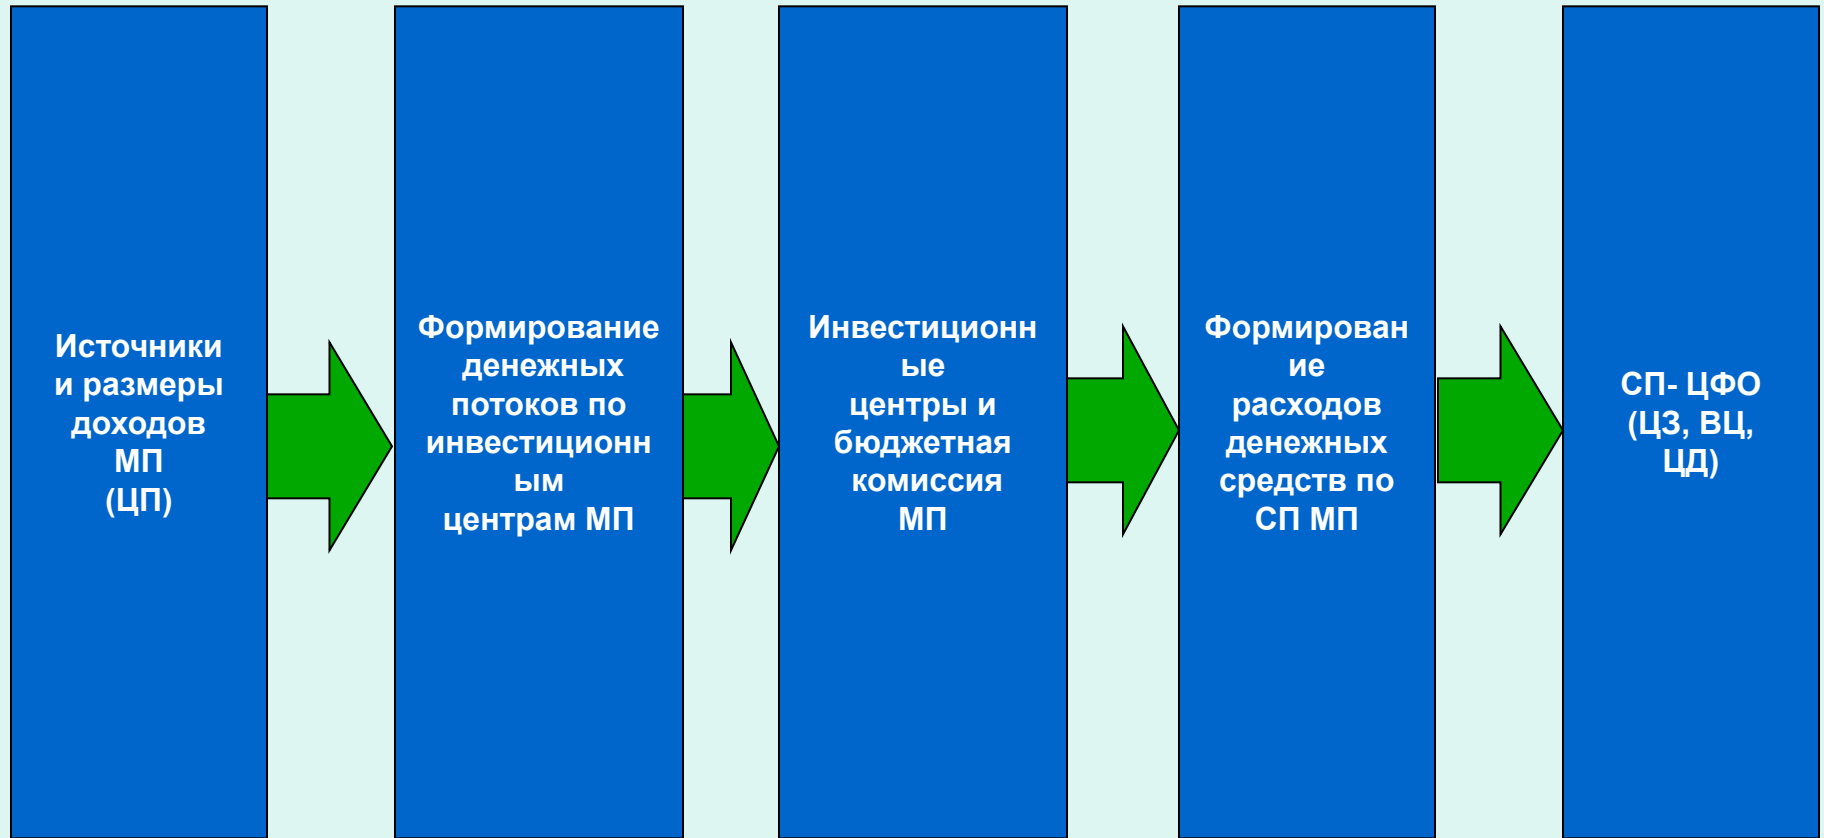 Источники
и размеры
доходов
МП
(ЦП)
Формирование
денежных
потоков по
инвестиционн
ым
центрам МП
Инвестиционн
ые
центры и
бюджетная
комиссия
МП
Формирован
ие
расходов
денежных
средств по
СП МП
СП- ЦФО
(ЦЗ, ВЦ,
ЦД)